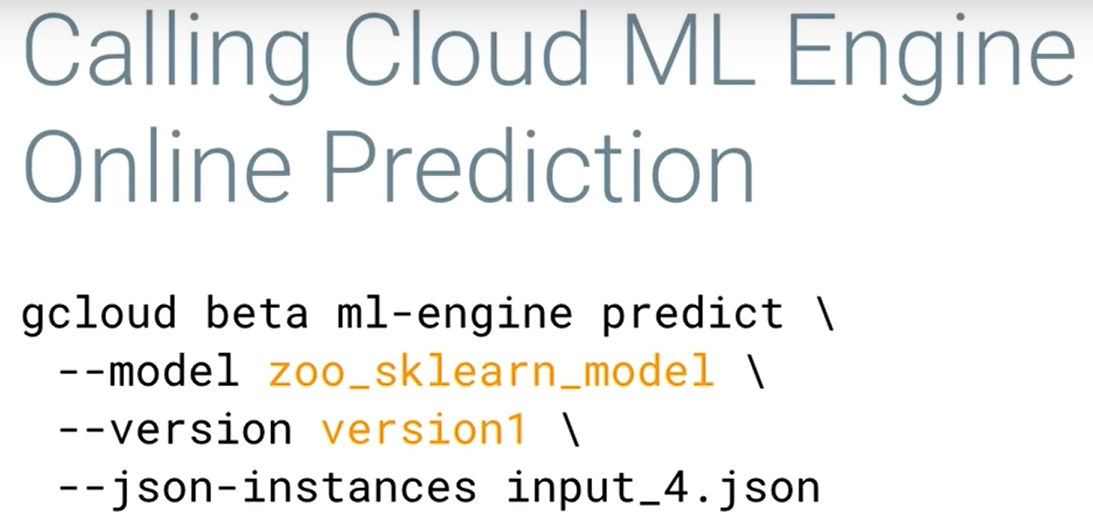 Calling Cloud ML Engine
Online Prediction
gcloud beta ml-engine predict \
--model zoo_sklearn_model \
--version version1 \
--json-instances input_4.json